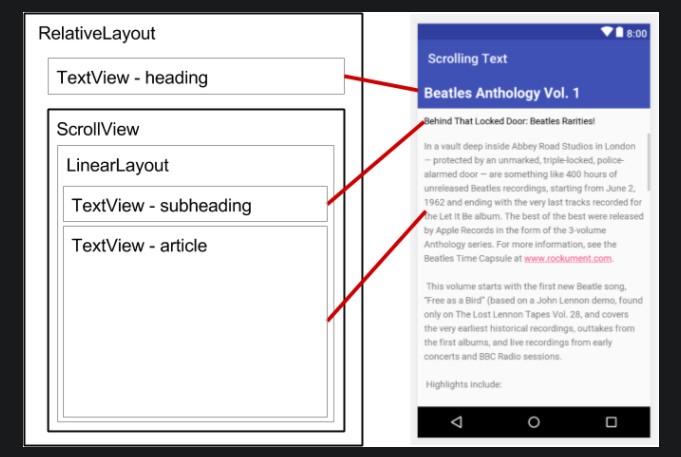 RelativeLayout
TextView - heading
ScrollView
LinearLayout
TextView - subheading
TextView - article
8:00
Scrolling Text
Beatles Anthology Vol. 1
Behind That Locked Door: Beatles Rarities!
In a vault deep inside Abbey Road Studios in London
— protected by an unmarked, triple-locked, police-
alarmed door — are something like 400 hours of
unreleased Beatles recordings, starting from June 2,
1962 and ending with the very last tracks recorded for
the Let It Be album. The best of the best were released
by Apple Records in the form of the 3-volume
Anthology series. For more information, see the
Beatles Time Capsule at www.rockument.com.
This volume starts with the first new Beatle song,
"Free as a Bird" (based on a John Lennon demo, found
only on The Lost Lennon Tapes Vol. 28, and covers
the very earliest historical recordings, outtakes from
the first albums, and live recordings from early
concerts and BBC Radio sessions.
Highlights include: